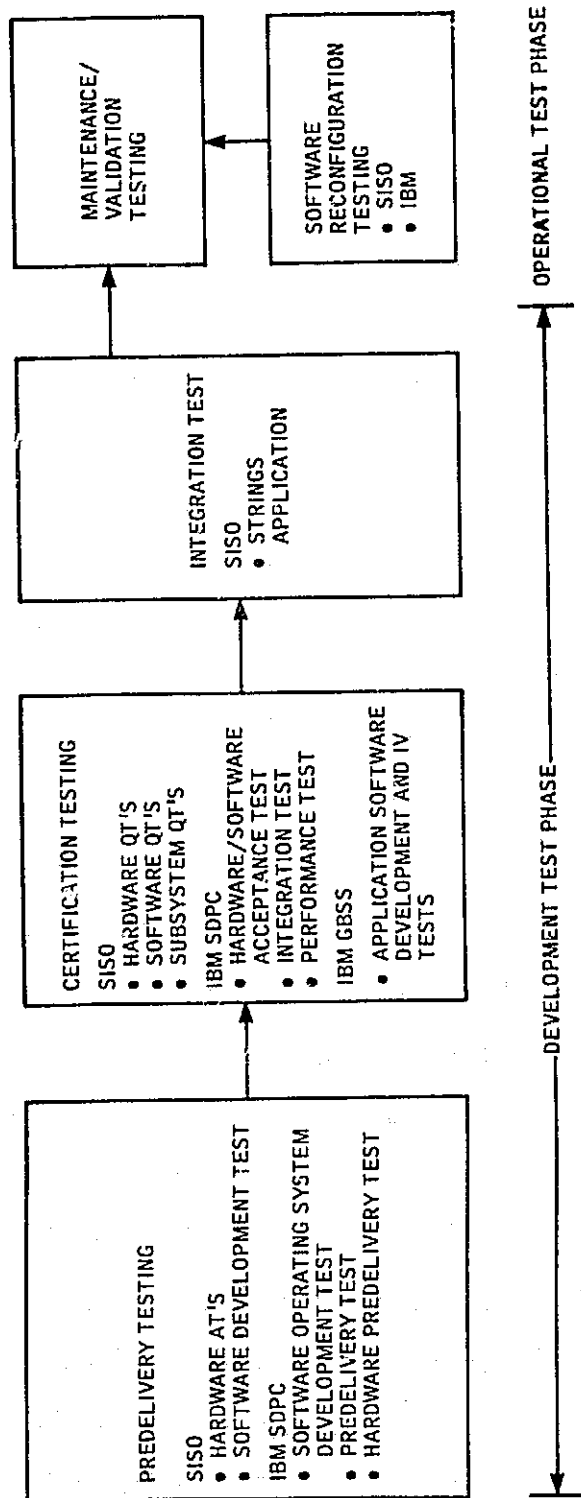 PREDELIVERY TESTING
SISO
• HARDWARE AT'S
• SOFTWARE DEVELOPMENT TEST
IBM SDPC
• SOFTWARE OPERATING SYSTEM
DEVELOPMENT TEST
• PREDELIVERY TEST
• HARDWARE PREDELIVERY TEST
CERTIFICATION TESTING
SISO
• HARDWARE QT'S
• SOFTWARE QT'S
• SUBSYSTEM QT'S
IBM SDPC
• HARDWARE/SOFTWARE
ACCEPTANCE TEST
• INTEGRATION TEST
• PERFORMANCE TEST
IBM GBSS
• APPLICATION SOFTWARE
DEVELOPMENT AND IV
TESTS
INTEGRATION TEST
SISO
• STRINGS
APPLICATION
MAINTENANCE/
VALIDATION
TESTING
SOFTWARE
RECONFIGURATION
TESTING
• SISO
• IBM
DEVELOPMENT TEST PHASE
OPERATIONAL TEST PHASE